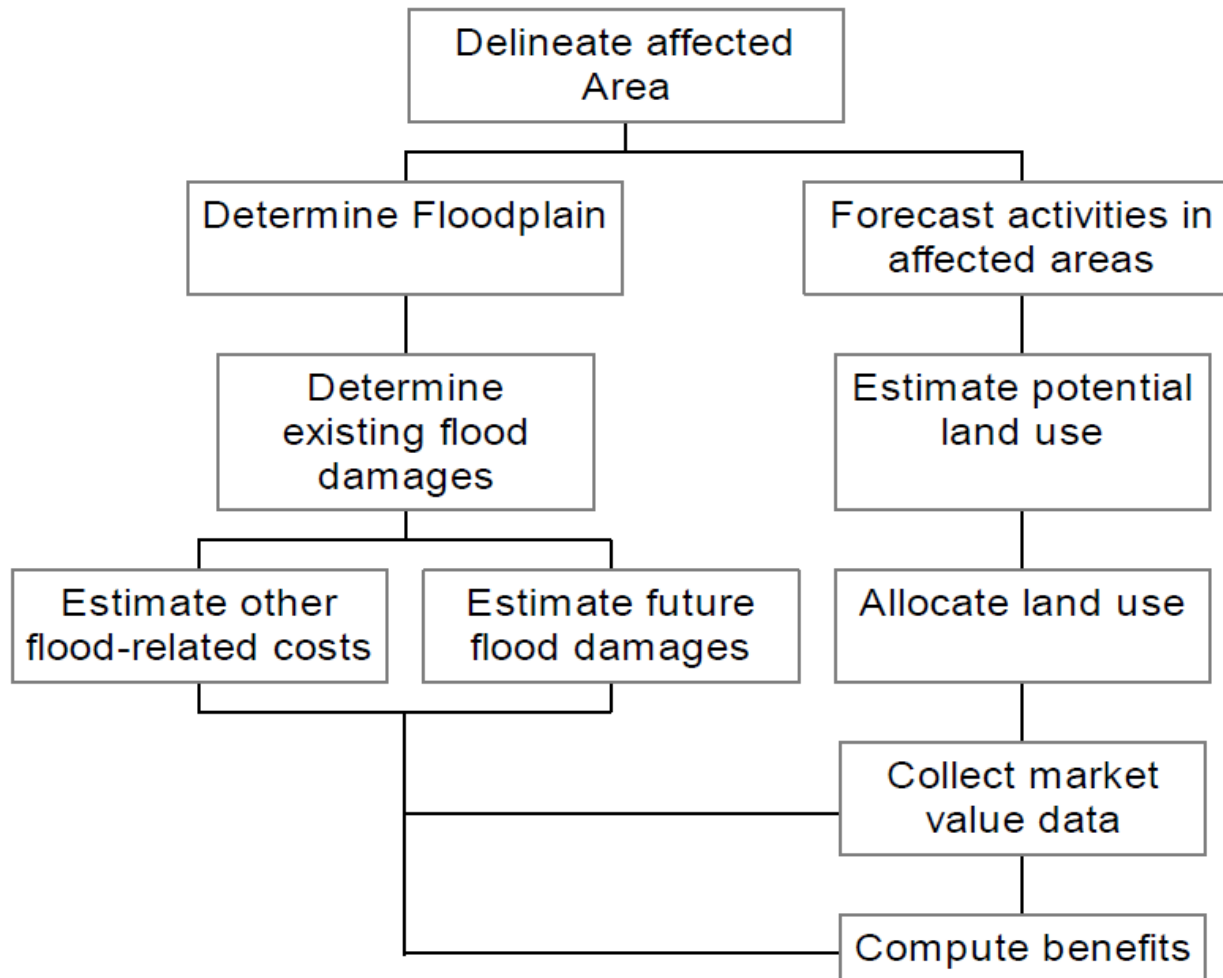 Delineate affected
Area
Determine Floodplain
Forecast activities in
affected areas
Determine
existing flood
damages
Estimate potential
land use
Estimate other
flood-related costs
Estimate future
flood damages
Allocate land use
Collect market
value data
Compute benefits